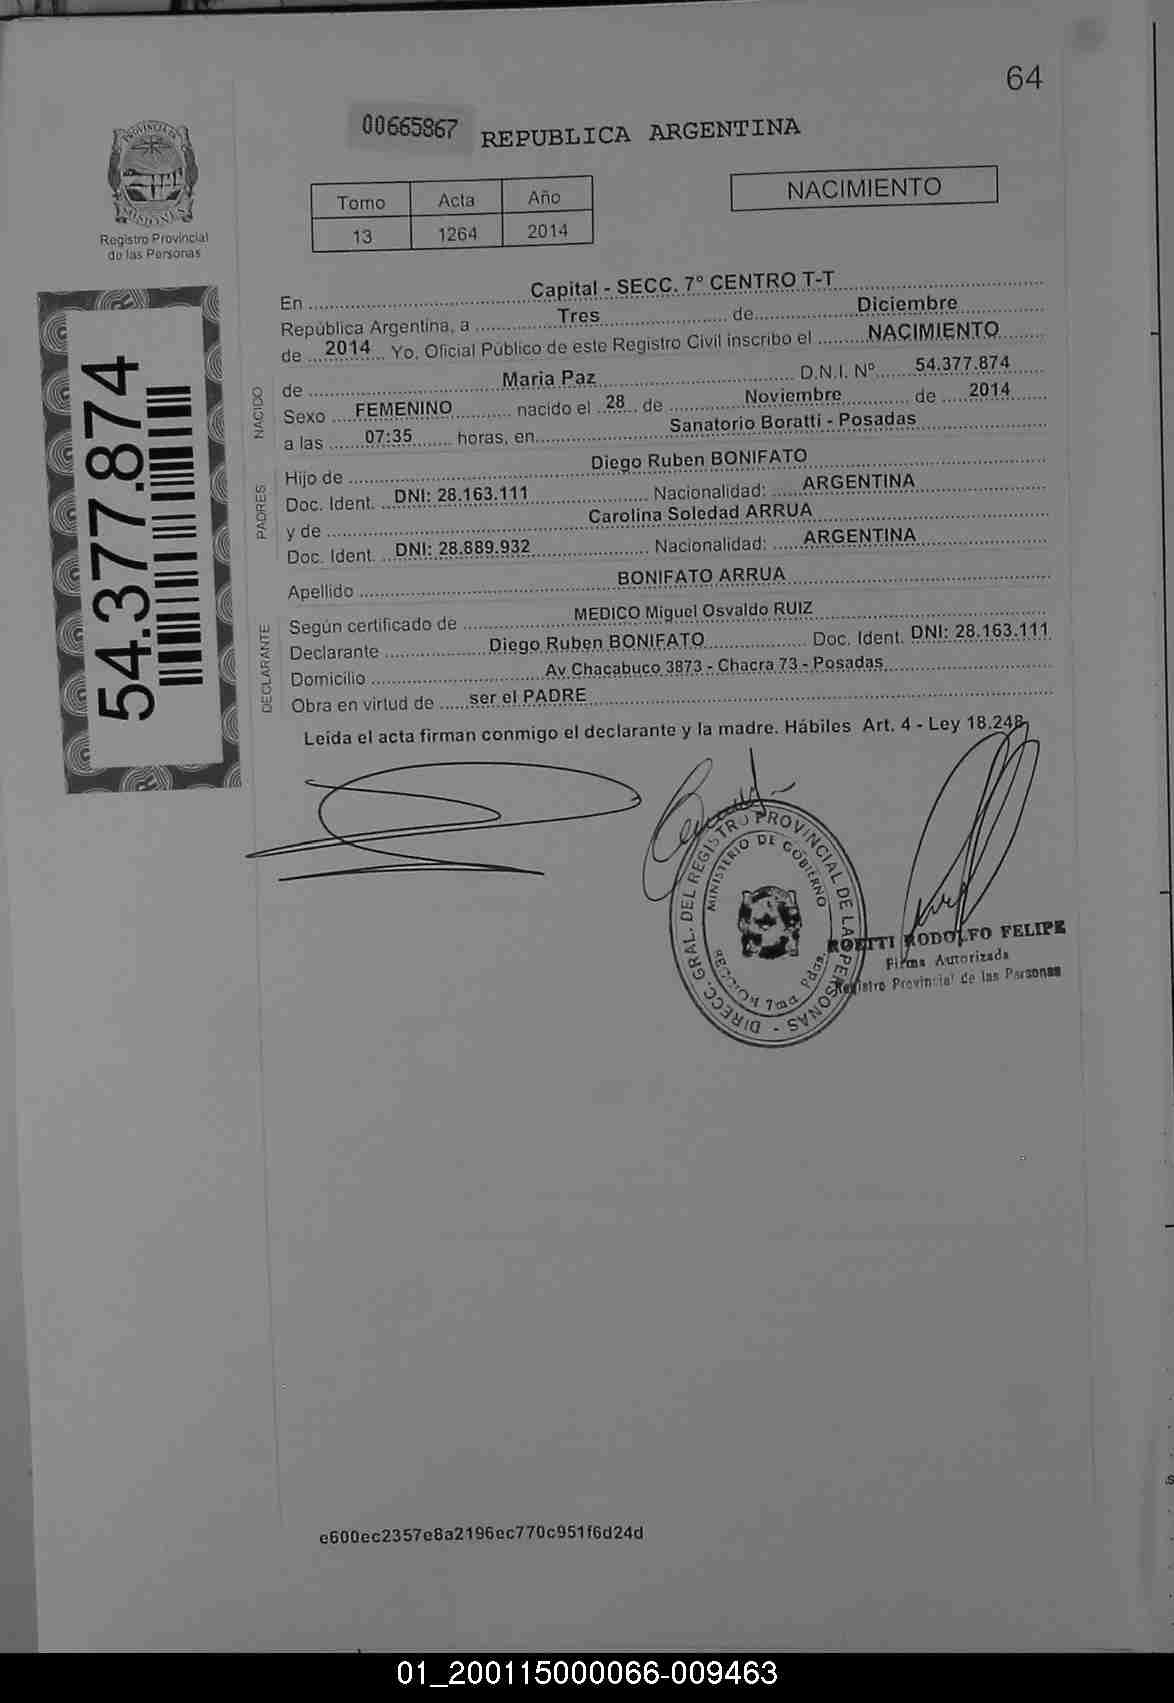 64
00665867 REPUBLICA ARGENTINA
PROVINCIA DE MISIONES
Registro Provincial
de las Personas
Tomo Acta Año
13 1264 2014
NACIMIENTO
54.377.874
En Capital - SECC. 7° CENTRO T-T
República Argentina, a Tres de Diciembre
de 2014 Yo, Oficial Público de este Registro Civil inscribo el NACIMIENTO
NACIDO
de Maria Paz D.N.I. Nº 54.377.874
Sexo FEMENINO nacido el 28 de Noviembre de 2014
a las 07:35 horas, en Sanatorio Boratti - Posadas
PADRES
Hijo de Diego Ruben BONIFATO
Doc. Ident. DNI: 28.163.111 Nacionalidad: ARGENTINA
y de Carolina Soledad ARRUA
Doc. Ident. DNI: 28.889.932 Nacionalidad: ARGENTINA
Apellido BONIFATO ARRUA
DECLARANTE
Según certificado de MEDICO Miguel Osvaldo RUIZ
Declarante Diego Ruben BONIFATO Doc. Ident. DNI: 28.163.111
Domicilio Av Chacabuco 3873 - Chacra 73 - Posadas
Obra en virtud de ser el PADRE
Leída el acta firman conmigo el declarante y la madre. Hábiles Art. 4 - Ley 18.248
DIRECC. GRAL. DEL REGISTRO PROVINCIAL DE LAS PERSONAS -
MINISTERIO DE GOBIERNO
SECCION 7ma Pdas.
ROETTI RODOLFO FELIPE
Firma Autorizada
Registro Provincial de las Personas
e600ec2357e8a2196ec770c951f6d24d
01_200115000066-009463